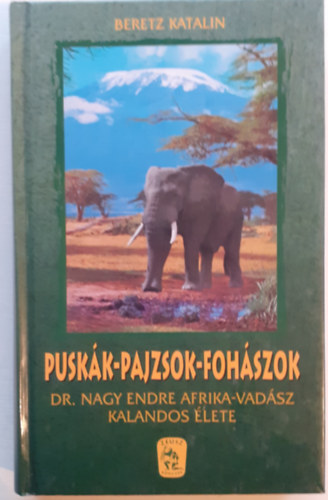 BERETZ KATALIN
PUSKÁK-PAJZSOK-FOHÁSZOK
DR. NAGY ENDRE AFRIKA-VADÁSZ
KALANDOS ÉLETE